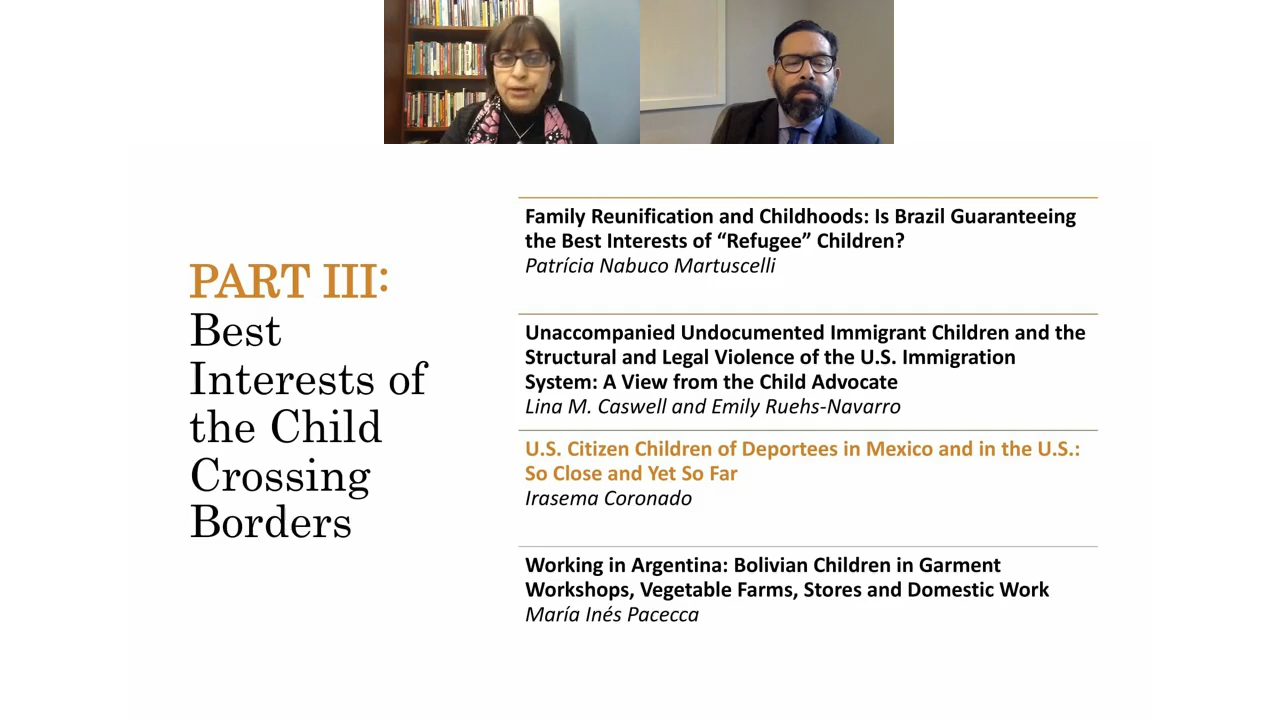 PART III:
Best
Interests of
the Child
Crossing
Borders
Family Reunification and Childhoods: Is Brazil Guaranteeing
the Best Interests of “Refugee” Children?
Patrícia Nabuco Martuscelli
Unaccompanied Undocumented Immigrant Children and the
Structural and Legal Violence of the U.S. Immigration
System: A View from the Child Advocate
Lina M. Caswell and Emily Ruehs-Navarro
U.S. Citizen Children of Deportees in Mexico and in the U.S.:
So Close and Yet So Far
Irasema Coronado
Working in Argentina: Bolivian Children in Garment
Workshops, Vegetable Farms, Stores and Domestic Work
María Inés Pacecca